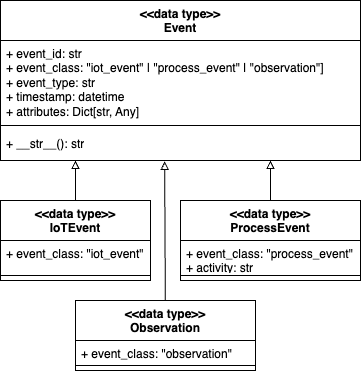 <<data type>>
Event
+ event_id: str
+ event_class: "iot_event" | "process_event" | "observation"]
+ event_type: str
+ timestamp: datetime
+ attributes: Dict[str, Any]
+ __str__(): str
<<data type>>
IoTEvent
+ event_class: "iot_event"
<<data type>>
ProcessEvent
+ event_class: "process_event"
+ activity: str
<<data type>>
Observation
+ event_class: "observation"